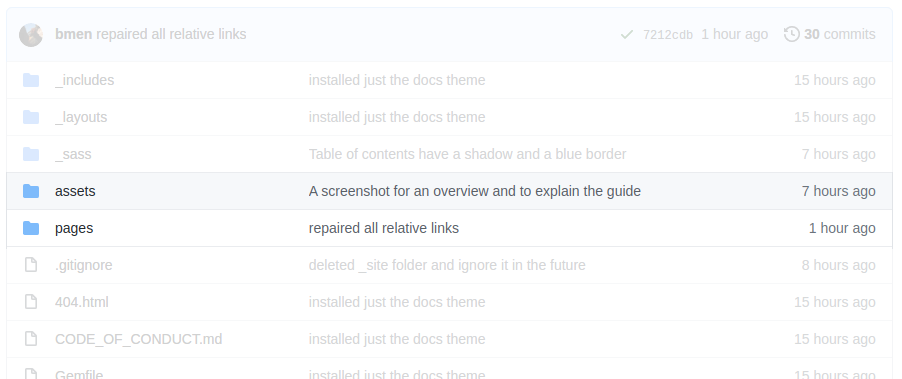 bmen repaired all relative links 7212cdb 1 hour ago 30 commits
_includes installed just the docs theme 15 hours ago
_layouts installed just the docs theme 15 hours ago
_sass Table of contents have a shadow and a blue border 7 hours ago
assets A screenshot for an overview and to explain the guide 7 hours ago
pages repaired all relative links 1 hour ago
.gitignore deleted _site folder and ignore it in the future 8 hours ago
404.html installed just the docs theme 15 hours ago
CODE_OF_CONDUCT.md installed just the docs theme 15 hours ago
Gemfile installed just the docs theme 15 hours ago